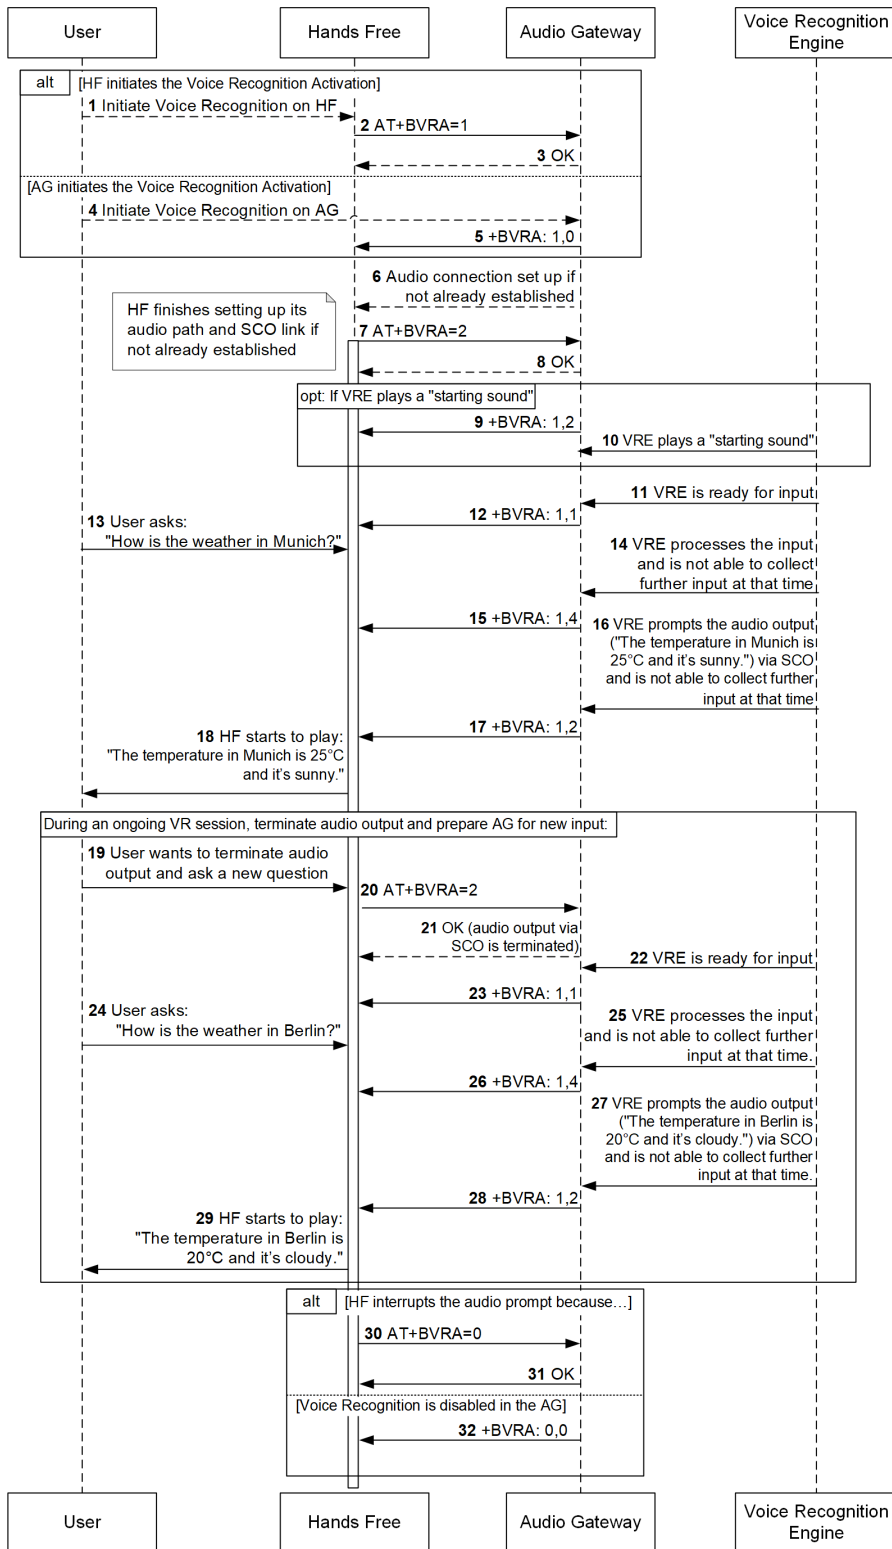 User
Hands Free
Audio Gateway
Voice Recognition
Engine
alt
[HF initiates the Voice Recognition Activation]
1 Initiate Voice Recognition on HF
2 AT+BVRA=1
3 OK
[AG initiates the Voice Recognition Activation]
4 Initiate Voice Recognition on AG
5 +BVRA: 1,0
6 Audio connection set up if
not already established
HF finishes setting up its
audio path and SCO link if
not already established
7 AT+BVRA=2
8 OK
opt: If VRE plays a "starting sound"
9 +BVRA: 1,2
10 VRE plays a "starting sound"
11 VRE is ready for input
12 +BVRA: 1,1
13 User asks:
"How is the weather in Munich?"
14 VRE processes the input
and is not able to collect
further input at that time
15 +BVRA: 1,4
16 VRE prompts the audio output
("The temperature in Munich is
25°C and it's sunny.") via SCO
and is not able to collect further
input at that time
17 +BVRA: 1,2
18 HF starts to play:
"The temperature in Munich is 25°C
and it's sunny."
During an ongoing VR session, terminate audio output and prepare AG for new input:
19 User wants to terminate audio
output and ask a new question
20 AT+BVRA=2
21 OK (audio output via
SCO is terminated)
22 VRE is ready for input
23 +BVRA: 1,1
24 User asks:
"How is the weather in Berlin?"
25 VRE processes the input
and is not able to collect further
input at that time.
26 +BVRA: 1,4
27 VRE prompts the audio output
("The temperature in Berlin is
20°C and it's cloudy.") via SCO
and is not able to collect further
input at that time.
28 +BVRA: 1,2
29 HF starts to play:
"The temperature in Berlin is
20°C and it's cloudy."
alt
[HF interrupts the audio prompt because…]
30 AT+BVRA=0
31 OK
[Voice Recognition is disabled in the AG]
32 +BVRA: 0,0
User
Hands Free
Audio Gateway
Voice Recognition
Engine